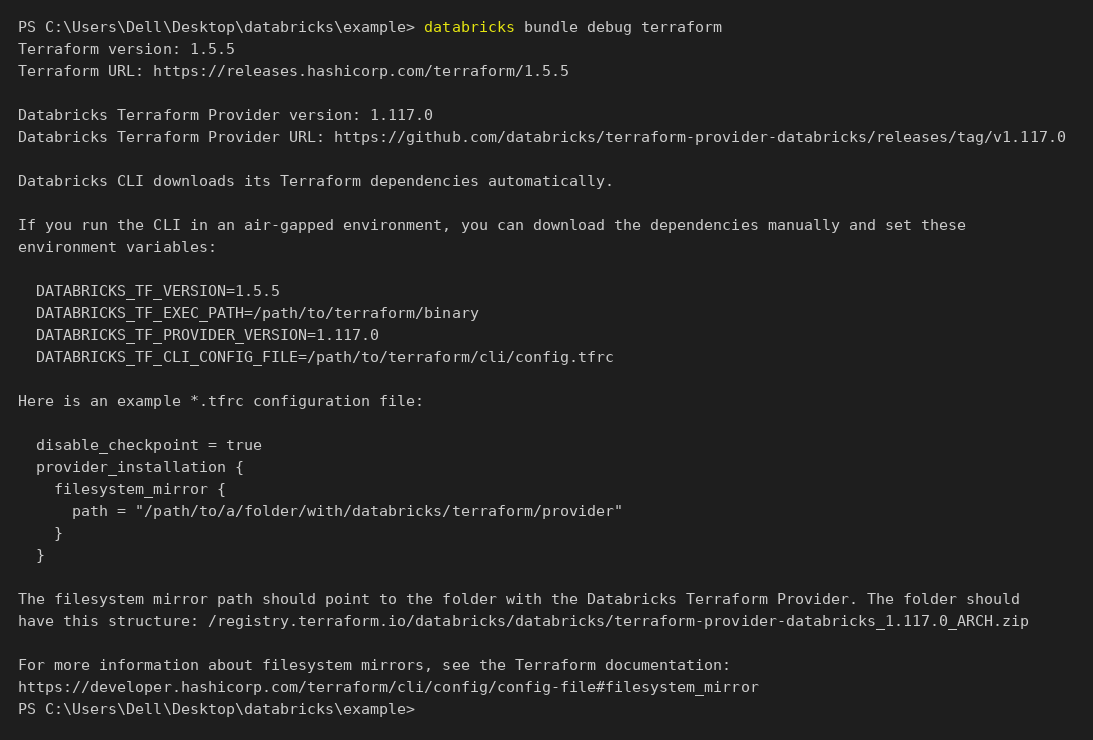 PS C:\Users\Dell\Desktop\databricks\example> databricks bundle debug terraform
Terraform version: 1.5.5
Terraform URL: https://releases.hashicorp.com/terraform/1.5.5

Databricks Terraform Provider version: 1.117.0
Databricks Terraform Provider URL: https://github.com/databricks/terraform-provider-databricks/releases/tag/v1.117.0

Databricks CLI downloads its Terraform dependencies automatically.

If you run the CLI in an air-gapped environment, you can download the dependencies manually and set these
environment variables:

  DATABRICKS_TF_VERSION=1.5.5
  DATABRICKS_TF_EXEC_PATH=/path/to/terraform/binary
  DATABRICKS_TF_PROVIDER_VERSION=1.117.0
  DATABRICKS_TF_CLI_CONFIG_FILE=/path/to/terraform/cli/config.tfrc

Here is an example *.tfrc configuration file:

  disable_checkpoint = true
  provider_installation {
    filesystem_mirror {
      path = "/path/to/a/folder/with/databricks/terraform/provider"
    }
  }

The filesystem mirror path should point to the folder with the Databricks Terraform Provider. The folder should
have this structure: /registry.terraform.io/databricks/databricks/terraform-provider-databricks_1.117.0_ARCH.zip

For more information about filesystem mirrors, see the Terraform documentation:
https://developer.hashicorp.com/terraform/cli/config/config-file#filesystem_mirror
PS C:\Users\Dell\Desktop\databricks\example>